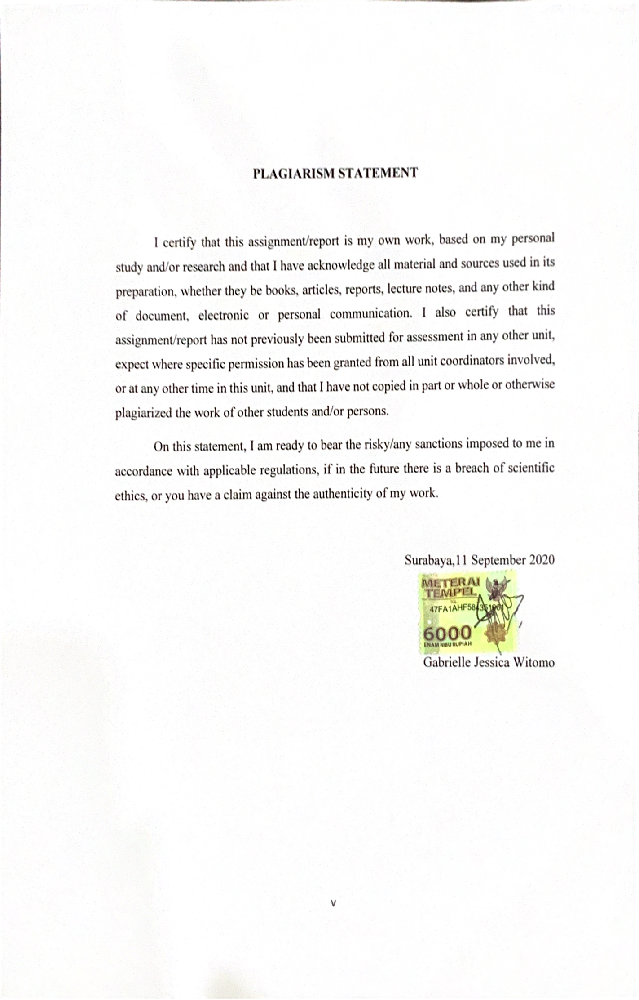 PLAGIARISM STATEMENT
I certify that this assignment/report is my own work, based on my personal
study and/or research and that I have acknowledge all material and sources used in its
preparation, whether they be books, articles, reports, lecture notes, and any other kind
of document, electronic or personal communication. I also certify that this
assignment/report has not previously been submitted for assessment in any other unit,
expect where specific permission has been granted from all unit coordinators involved,
or at any other time in this unit, and that I have not copied in part or whole or otherwise
plagiarized the work of other students and/or persons.
On this statement, I am ready to bear the risky/any sanctions imposed to me in
accordance with applicable regulations, if in the future there is a breach of scientific
ethics, or you have a claim against the authenticity of my work.
Surabaya,11 September 2020
METERAI
TEMPEL
6000
ENAM RIBU RUPIAH
Gabrielle Jessica Witomo
v